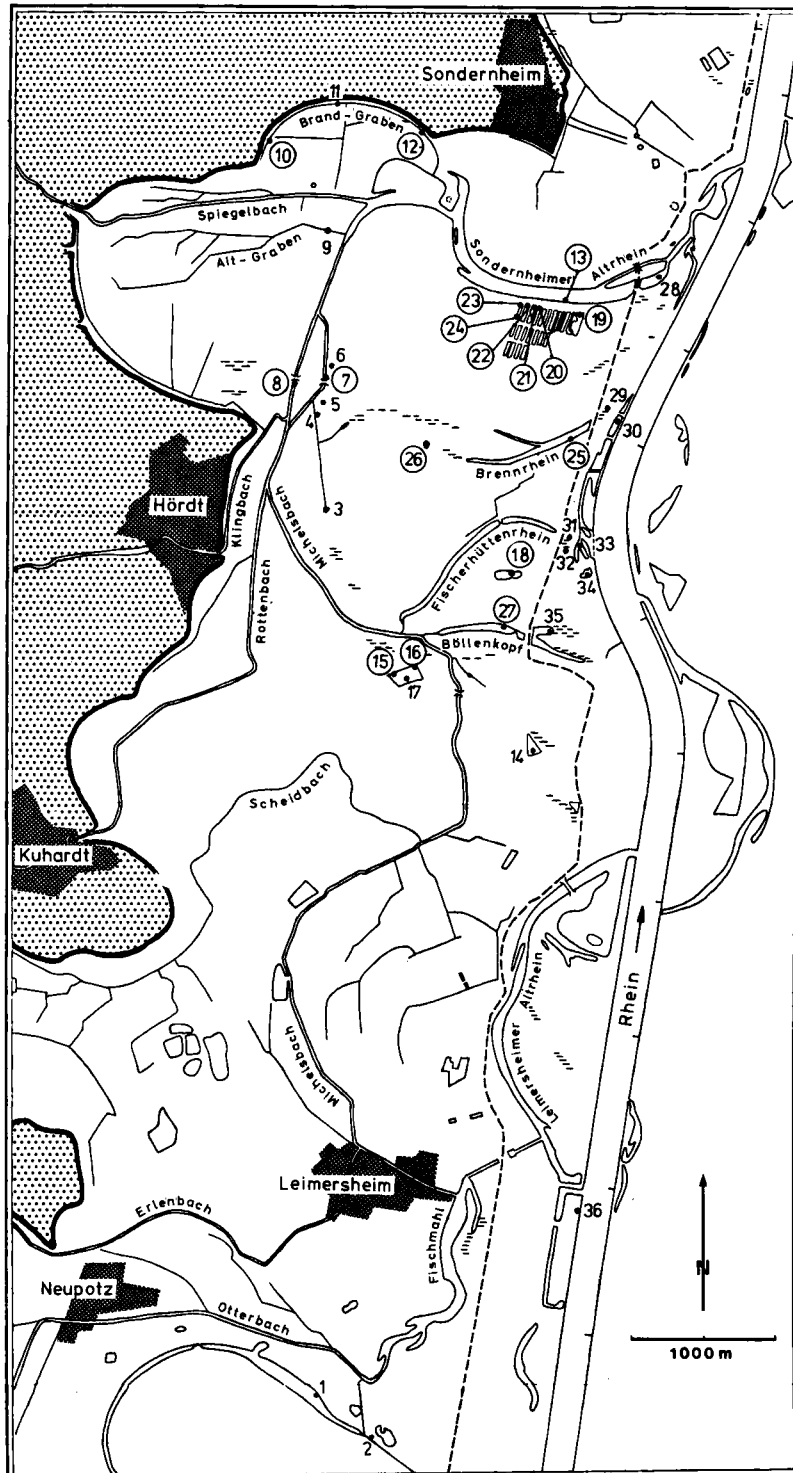 Sondernheim
11
Brand-Graben
10
12
Spiegelbach
Alt-Graben
9
Sondernheimer Altrhein
13
28
23
19
24
22
20
21
6
8
7
5
4
29
30
26
25
Brennrhein
Hördt
Klingbach
3
Michelsbach
Rottenbach
Fischerhüttenrhein
31
33
32
18
34
27
35
Böllenkopf
15
16
17
14
Scheidbach
Kuhardt
Rhein
Leimersheimer Altrhein
Michelsbach
Leimersheim
Erlenbach
Fischmahl
36
N
Neupotz
Otterbach
1000 m
1
2